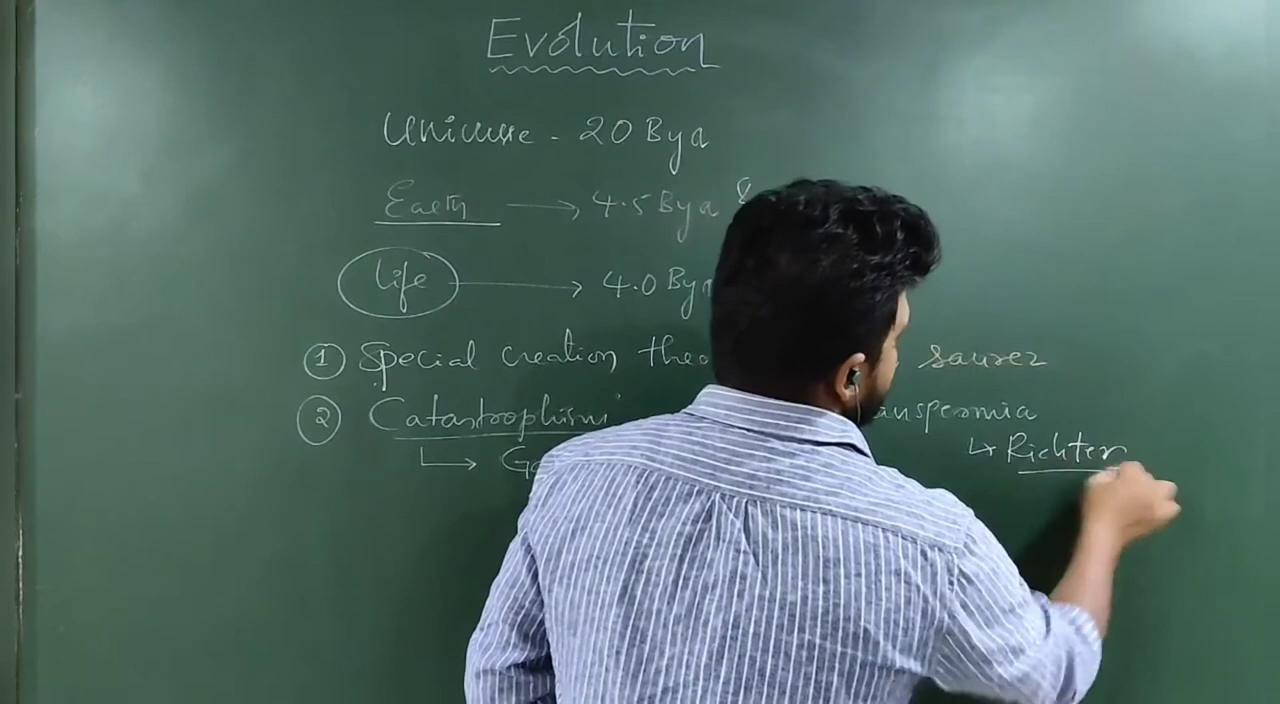 Evolution
Universe - 20 Bya
Earth → 4.5 Bya
Life → 4.0 Bya
① Special creation theo
② Catastrophism
saurez
anspermia
↳ Richter